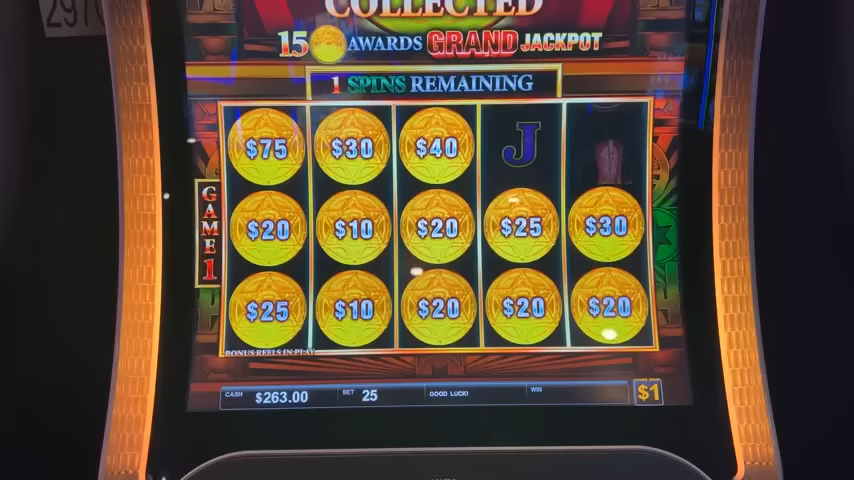 297
COLLECTED
15 AWARDS GRAND JACKPOT
1 SPINS REMAINING
$75 $30 $40 J
GAME 1
$20 $10 $20 $25 $30
$25 $10 $20 $20 $20
BONUS REELS IN PLAY
CASH $263.00 BET 25 GOOD LUCK! WIN $1